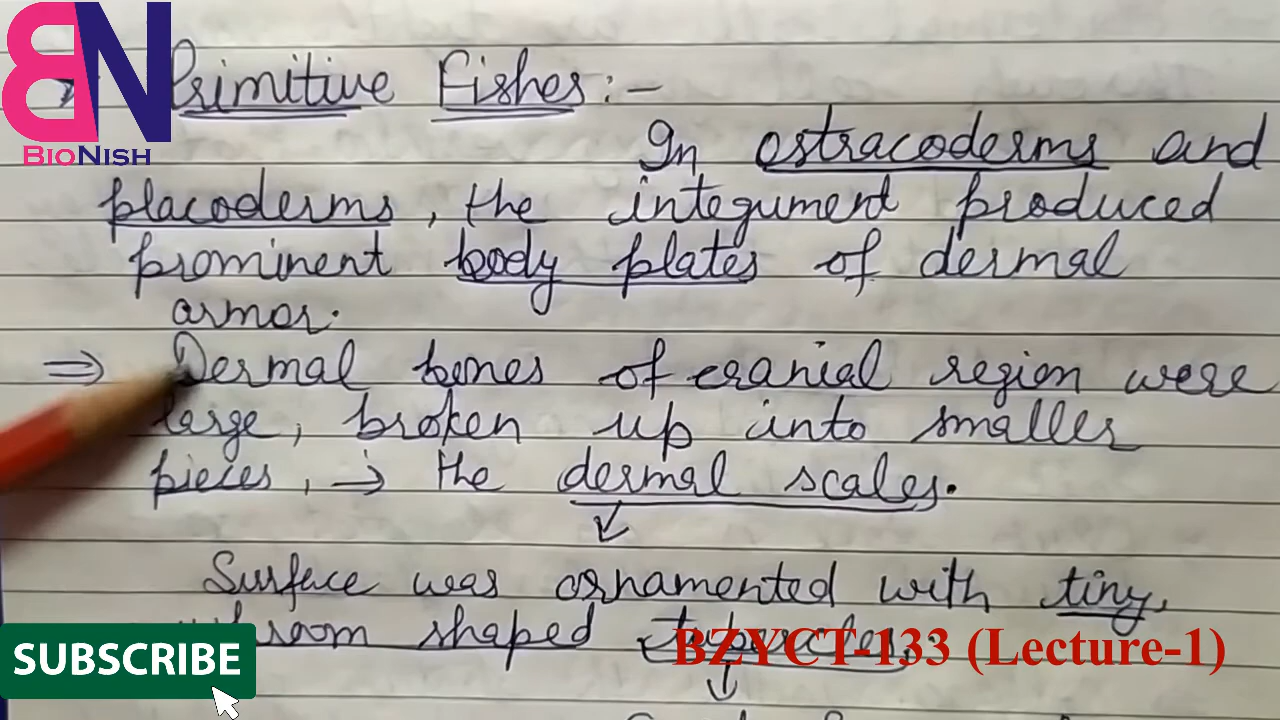 BN
BIONISH
Primitive Fishes :-
In ostracoderms and
placoderms, the integument produced
prominent body plates of dermal
armor.
⇒ Dermal bones of cranial region were
large, broken up into smaller
pieces, → the dermal scales.
↓
Surface was ornamented with tiny,
shaped tubercles.
BZYCT-133 (Lecture-1)
SUBSCRIBE
↓